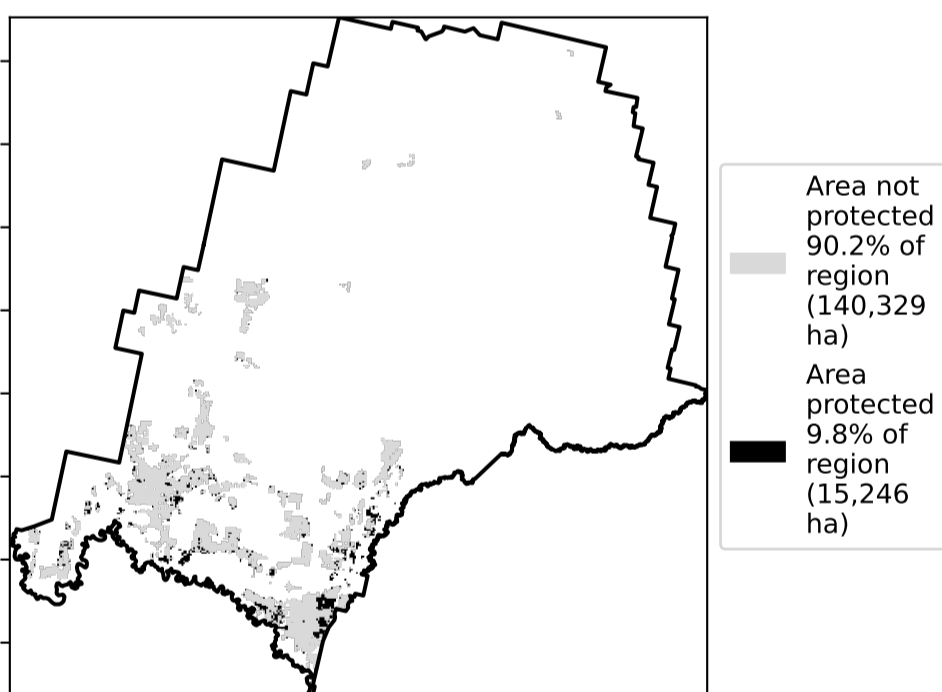 Area not
protected
90.2% of
region
(140,329
ha)
Area
protected
9.8% of
region
(15,246
ha)